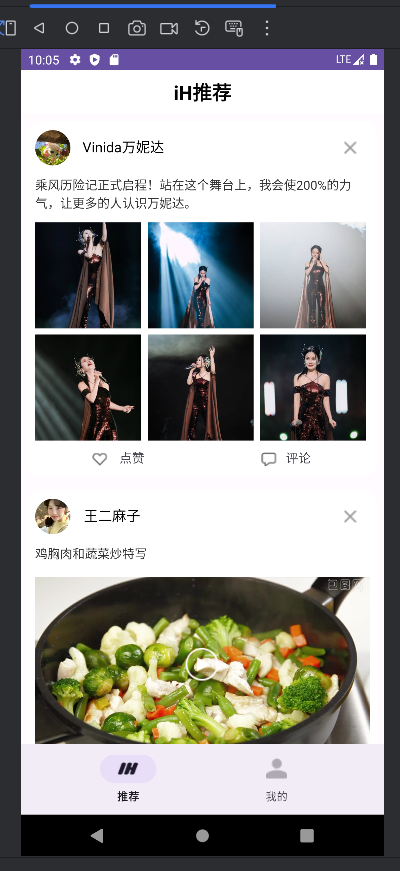 10:05
LTE
iH推荐
Vinida万妮达
乘风历险记正式启程！站在这个舞台上，我会使200%的力
气，让更多的人认识万妮达。
点赞
评论
王二麻子
鸡胸肉和蔬菜炒特写
IH
推荐
我的